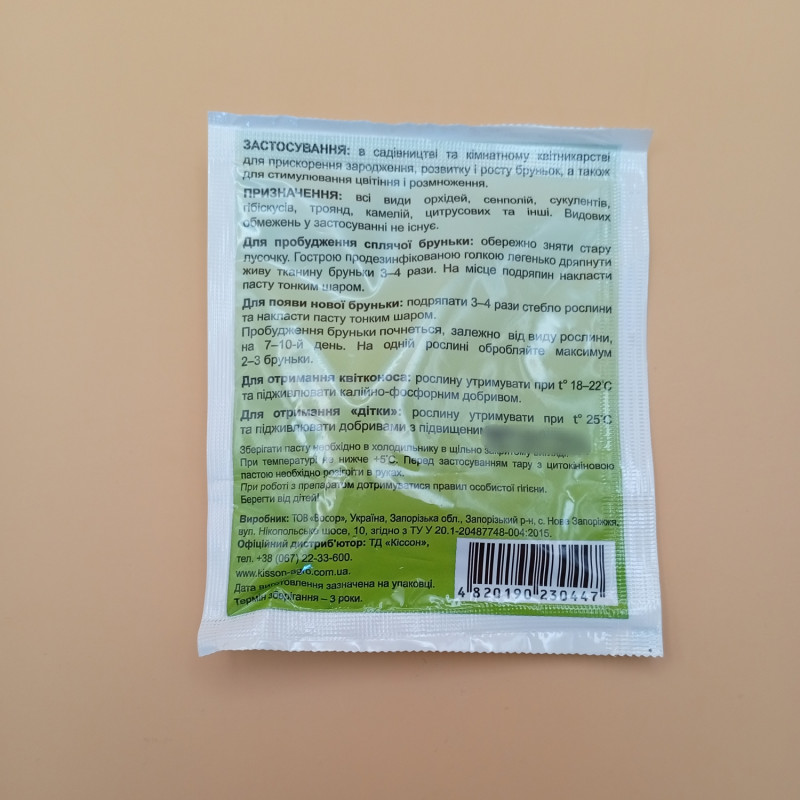 ЗАСТОСУВАННЯ: в садівництві та кімнатному квітникарстві
для прискорення зародження, розвитку і росту бруньок, а також
для стимулювання цвітіння і розмноження.
ПРИЗНАЧЕННЯ: всі види орхідей, сенполій, сукулентів,
гібіскусів, троянд, камелій, цитрусових та інші. Видових
обмежень у застосуванні не існує.
Для пробудження сплячої бруньки: обережно зняти стару
лусочку. Гострою продезінфікованою голкою легенько дряпнути
живу тканину бруньки 3–4 рази. На місце подряпин накласти
пасту тонким шаром.
Для появи нової бруньки: подряпати 3–4 рази стебло рослини
та накласти пасту тонким шаром.
Пробудження бруньки почнеться, залежно від виду рослини,
на 7–10-й день. На одній рослині обробляйте максимум
2–3 бруньки.
Для отримання квітконоса: рослину утримувати при t° 18–22°С
та підживлювати калійно-фосфорним добривом.
Для отримання «дітки»: рослину утримувати при t° 25°С
та підживлювати добривами з підвищеним
Зберігати пасту необхідно в холодильнику в щільно закритому
При температурі не нижче +5°С. Перед застосуванням тару з цитокініновою
пастою необхідно розігріти в руках.
При роботі з препаратом дотримуватися правил особистої гігієни.
Берегти від дітей!
Виробник: ТОВ «Восор», Україна, Запорізька обл., Запорізький р-н, с. Нове Запоріжжя,
вул. Нікопольське шосе, 10, згідно з ТУ У 20.1-20487748-004:2015.
Офіційний дистриб'ютор: ТД «Кіссон»,
тел. +38 (067) 22-33-600.
www.kisson-agro.com.ua.
Дата виготовлення зазначена на упаковці.
Термін зберігання – 3 роки.
4 820190 230447